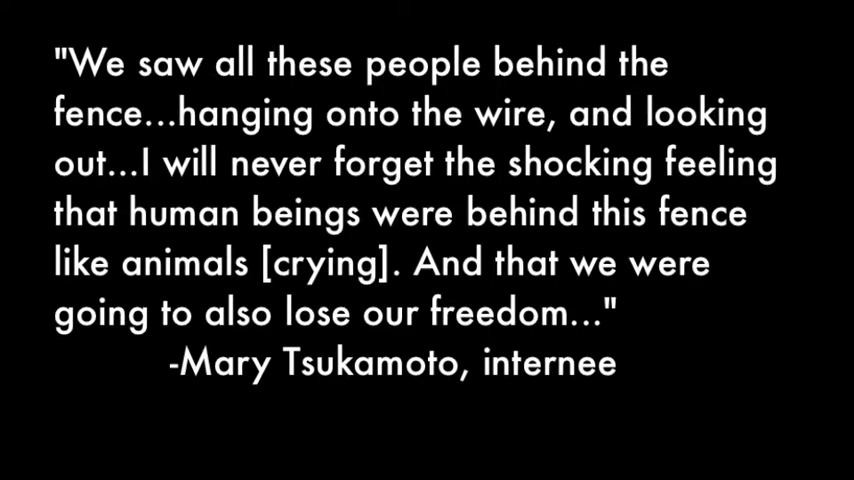 "We saw all these people behind the
fence...hanging onto the wire, and looking
out...I will never forget the shocking feeling
that human beings were behind this fence
like animals [crying]. And that we were
going to also lose our freedom..."
-Mary Tsukamoto, internee